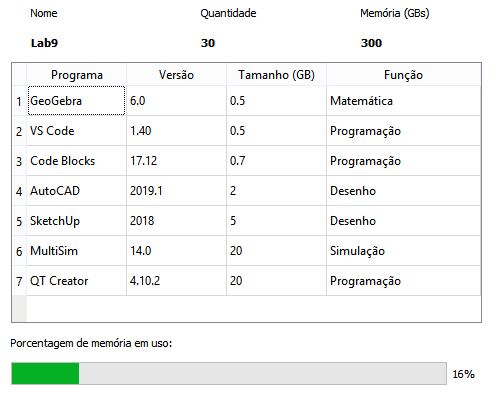 Nome Quantidade Memória (GBs)
Lab9 30 300
Programa Versão Tamanho (GB) Função
1 GeoGebra 6.0 0.5 Matemática
2 VS Code 1.40 0.5 Programação
3 Code Blocks 17.12 0.7 Programação
4 AutoCAD 2019.1 2 Desenho
5 SketchUp 2018 5 Desenho
6 MultiSim 14.0 20 Simulação
7 QT Creator 4.10.2 20 Programação
Porcentagem de memória em uso:
16%